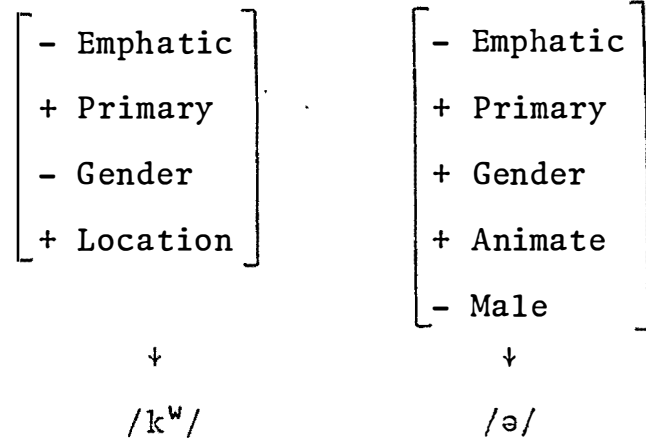 - Emphatic - Emphatic
+ Primary + Primary
- Gender + Gender
+ Location + Animate
- Male
↓ ↓
/kʷ/ /ə/